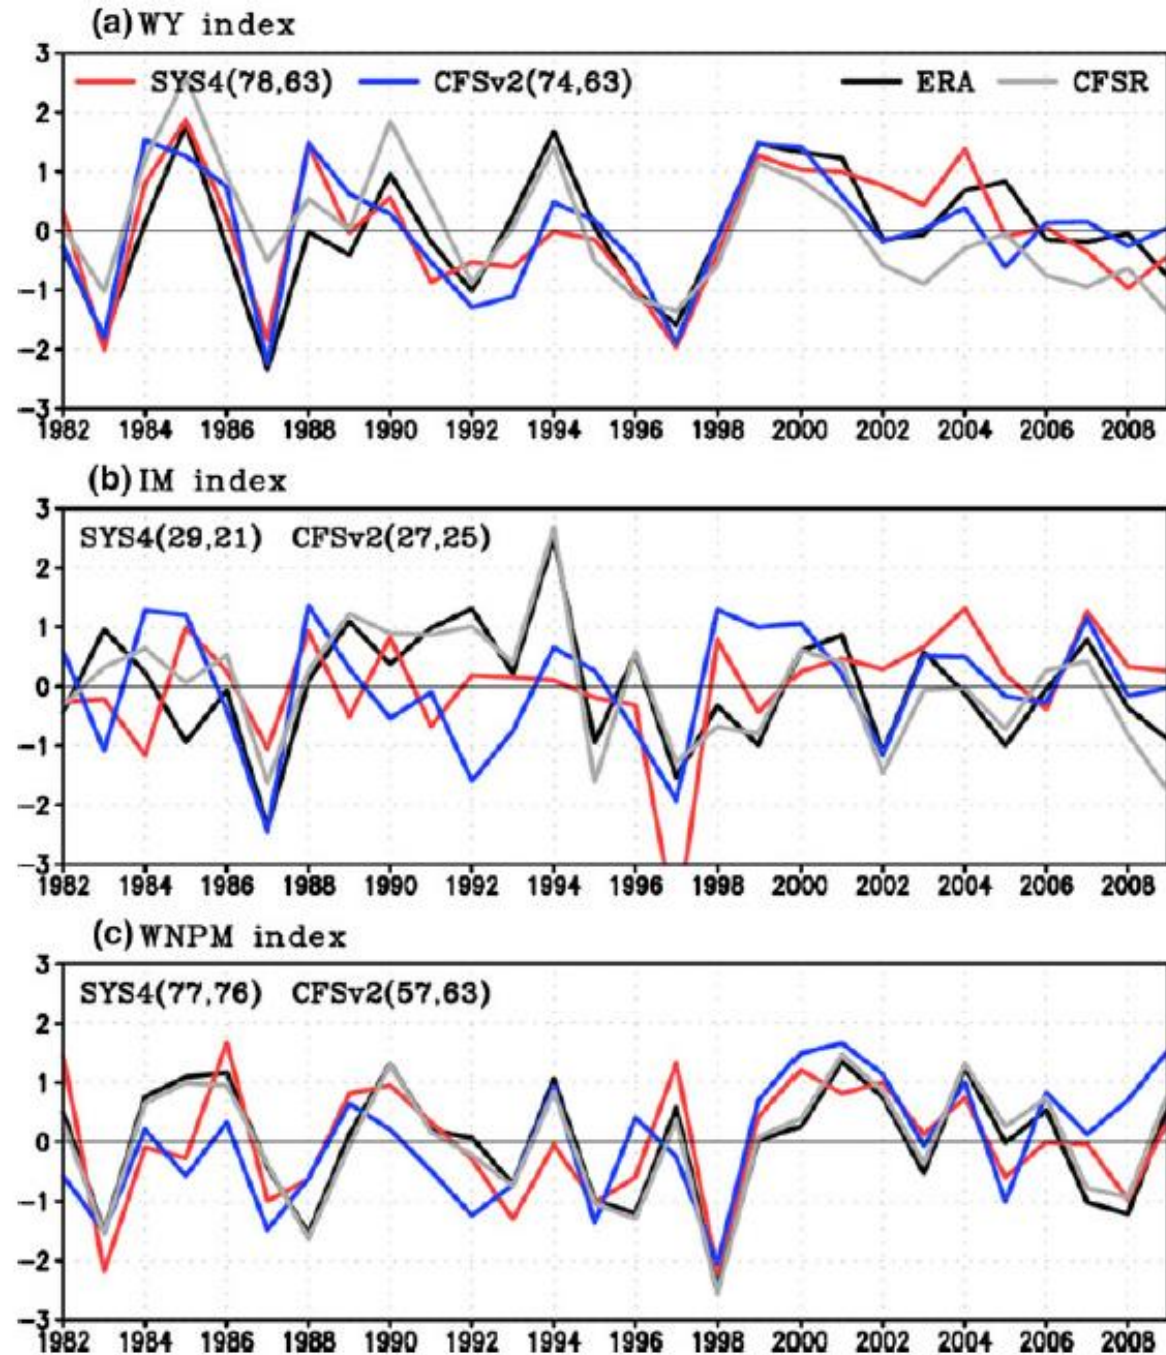 (a) WY index
3
SYS4(78,63) CFSv2(74,63) ERA CFSR
2
1
0
−1
−2
−3
1982 1984 1986 1988 1990 1992 1994 1996 1998 2000 2002 2004 2006 2008
(b) IM index
3
SYS4(29,21) CFSv2(27,25)
2
1
0
−1
−2
−3
1982 1984 1986 1988 1990 1992 1994 1996 1998 2000 2002 2004 2006 2008
(c) WNPM index
3
SYS4(77,76) CFSv2(57,63)
2
1
0
−1
−2
−3
1982 1984 1986 1988 1990 1992 1994 1996 1998 2000 2002 2004 2006 2008